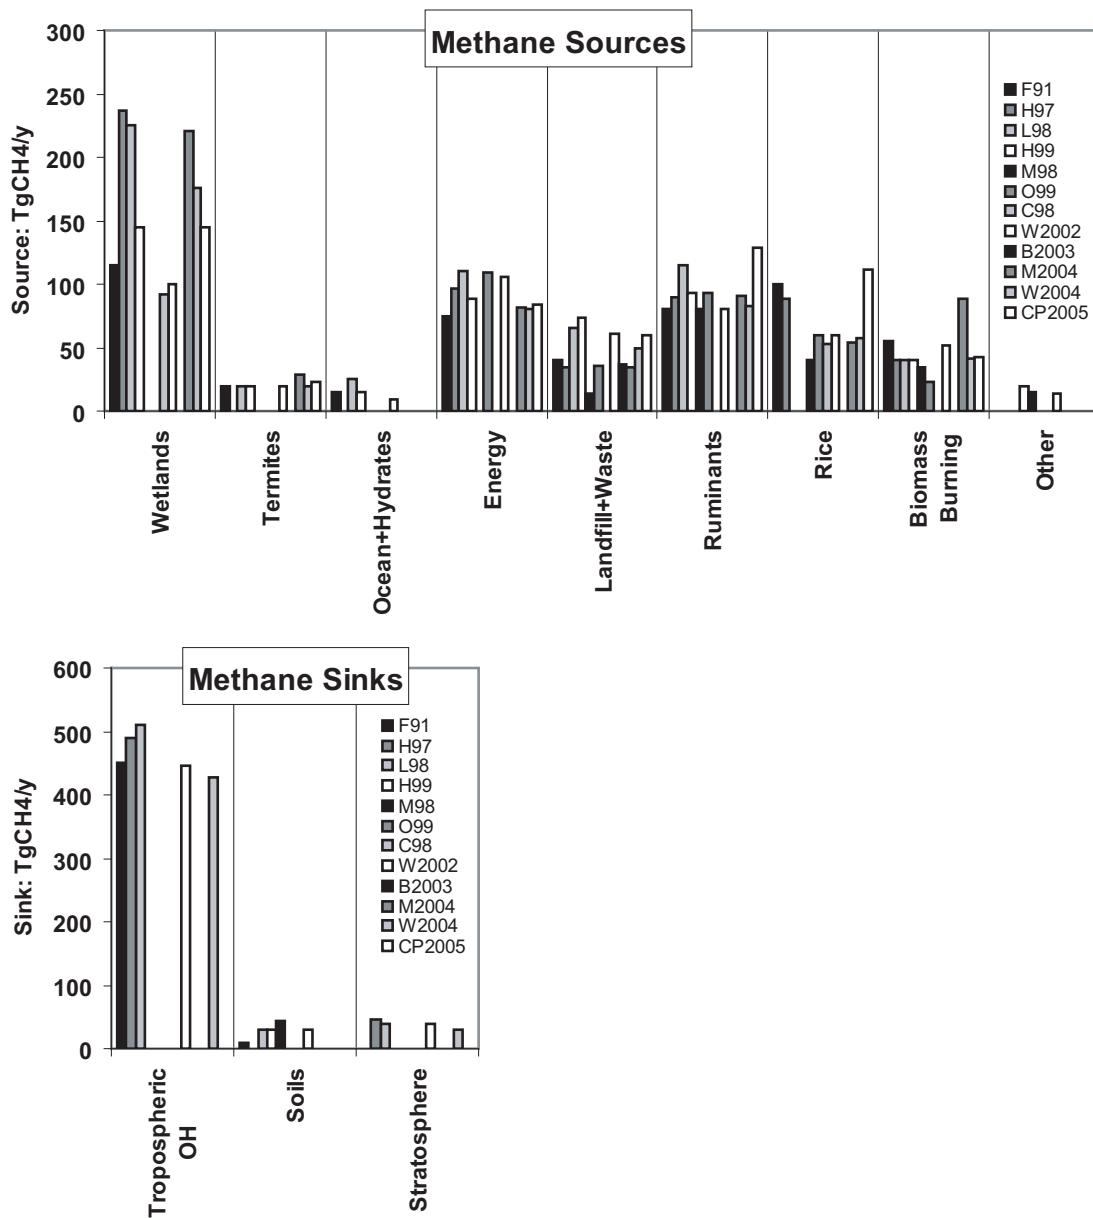 Methane Sources
Source: TgCH4/y
300
250
200
150
100
50
0
F91
H97
L98
H99
M98
O99
C98
W2002
B2003
M2004
W2004
CP2005
Wetlands
Termites
Ocean+Hydrates
Energy
Landfill+Waste
Ruminants
Rice
Biomass
Burning
Other
Methane Sinks
Sink: TgCH4/y
600
500
400
300
200
100
0
F91
H97
L98
H99
M98
O99
C98
W2002
B2003
M2004
W2004
CP2005
Tropospheric
OH
Soils
Stratosphere